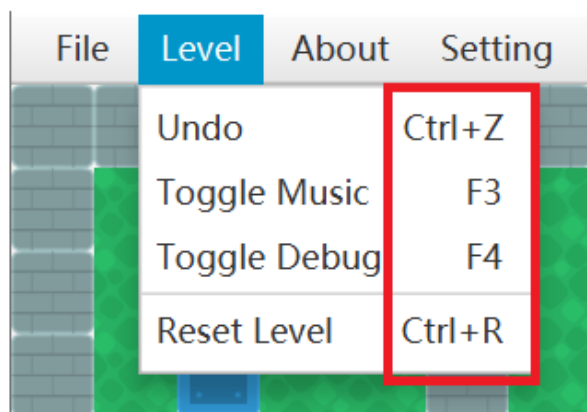 File Level About Setting
Undo Ctrl+Z
Toggle Music F3
Toggle Debug F4
Reset Level Ctrl+R